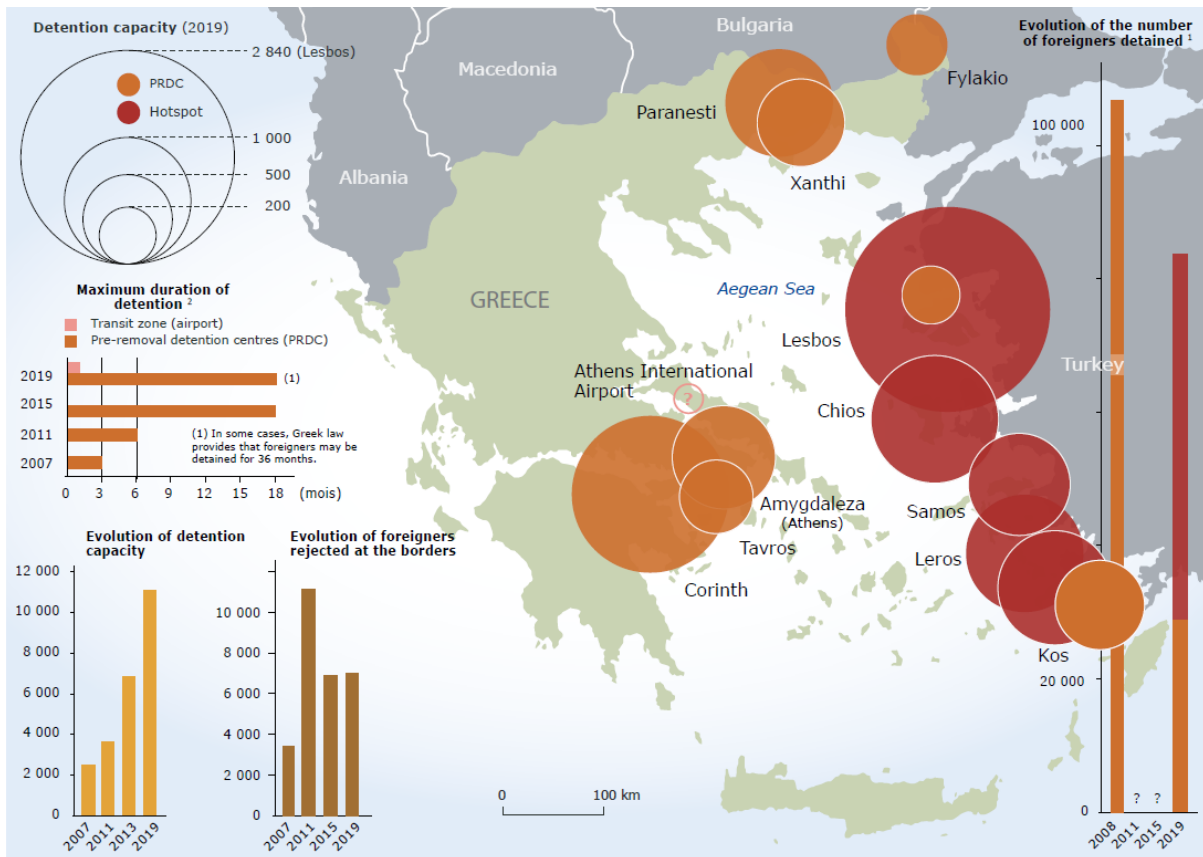 Detention capacity (2019)
2 840 (Lesbos)
PRDC
Hotspot
1 000
500
200
Maximum duration of
detention 2
Transit zone (airport)
Pre-removal detention centres (PRDC)
2019
(1)
2015
2011
(1) In some cases, Greek law
provides that foreigners may be
detained for 36 months.
2007
0 3 6 9 12 15 18 (mois)
Evolution of detention
capacity
12 000
10 000
8 000
6 000
4 000
2 000
0
2007 2011 2013 2019
Evolution of foreigners
rejected at the borders
10 000
8 000
6 000
4 000
2 000
0
2007 2011 2015 2019
Bulgaria
Macedonia
Albania
GREECE
Turkey
Aegean Sea
Fylakio
Paranesti
Xanthi
Lesbos
Chios
Athens International
Airport
?
Samos
Amygdaleza
(Athens)
Leros
Tavros
Corinth
Kos
0 100 km
Evolution of the number
of foreigners detained 1
100 000
20 000
0
? ?
2008 2011 2015 2019